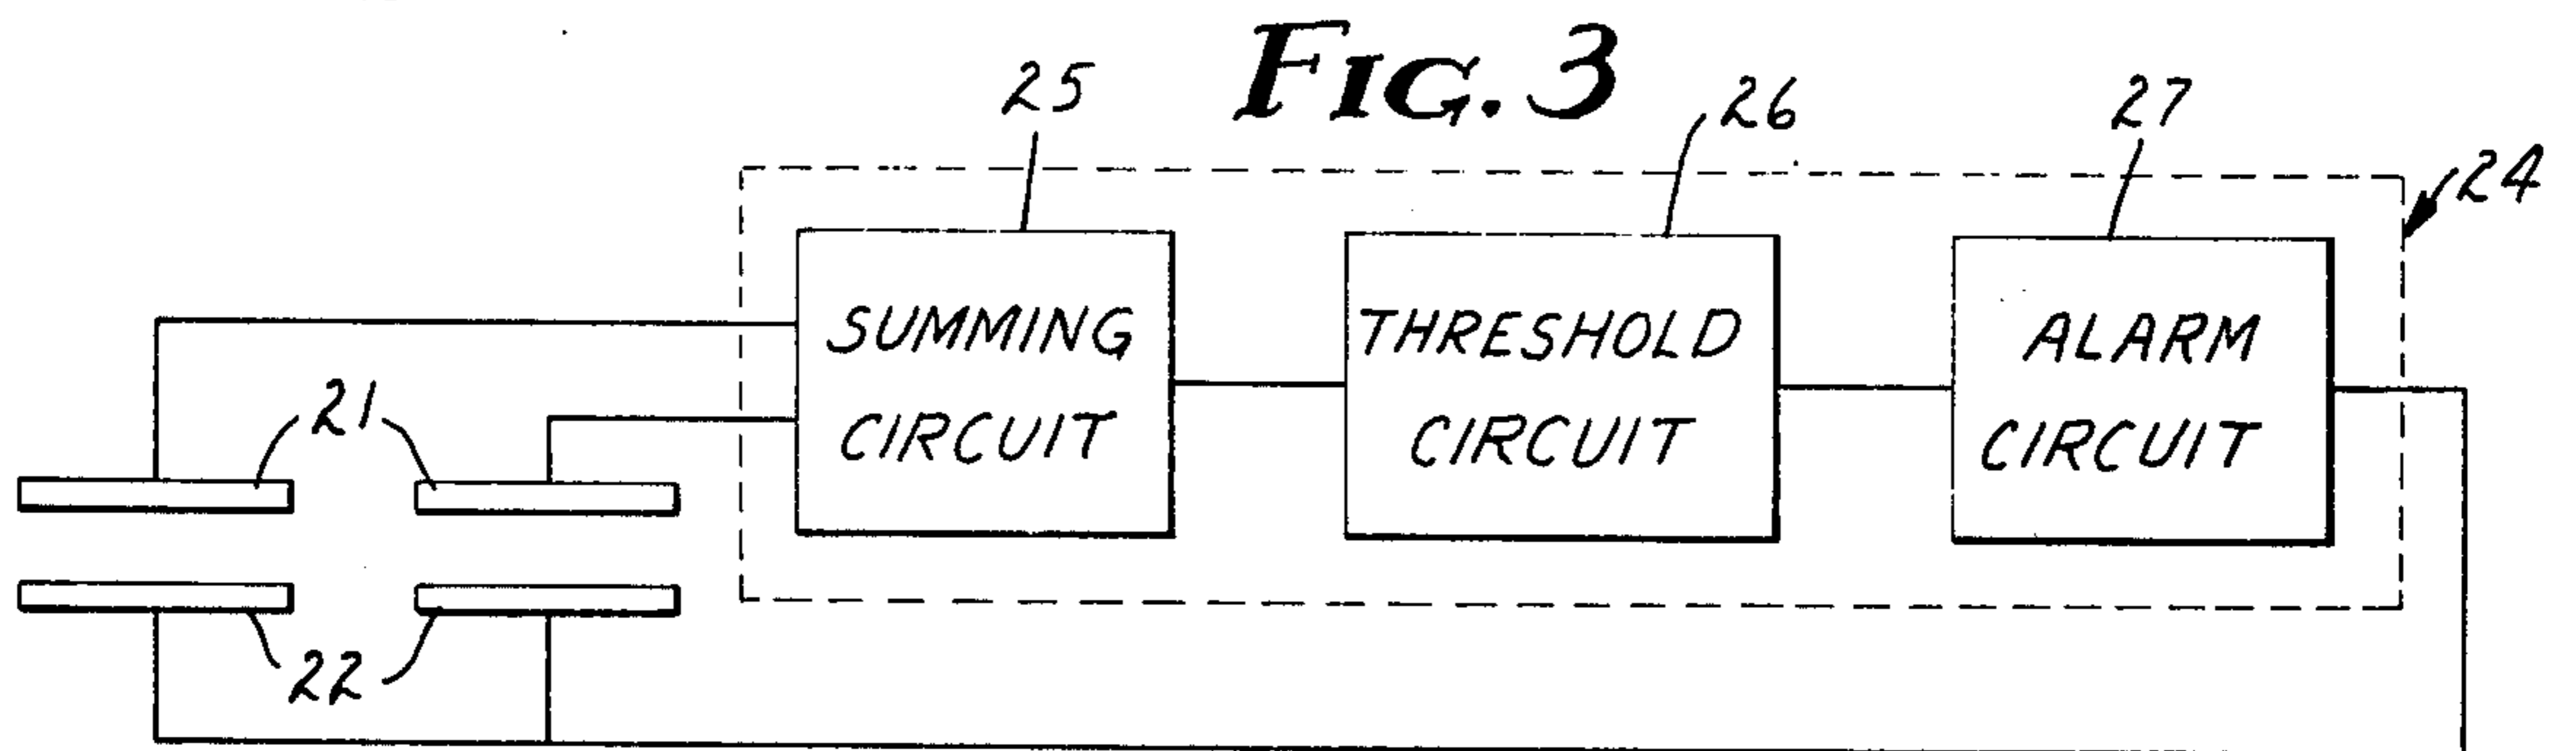 FIG. 3
25
26
27
24
SUMMING
CIRCUIT
THRESHOLD
CIRCUIT
ALARM
CIRCUIT
21
22